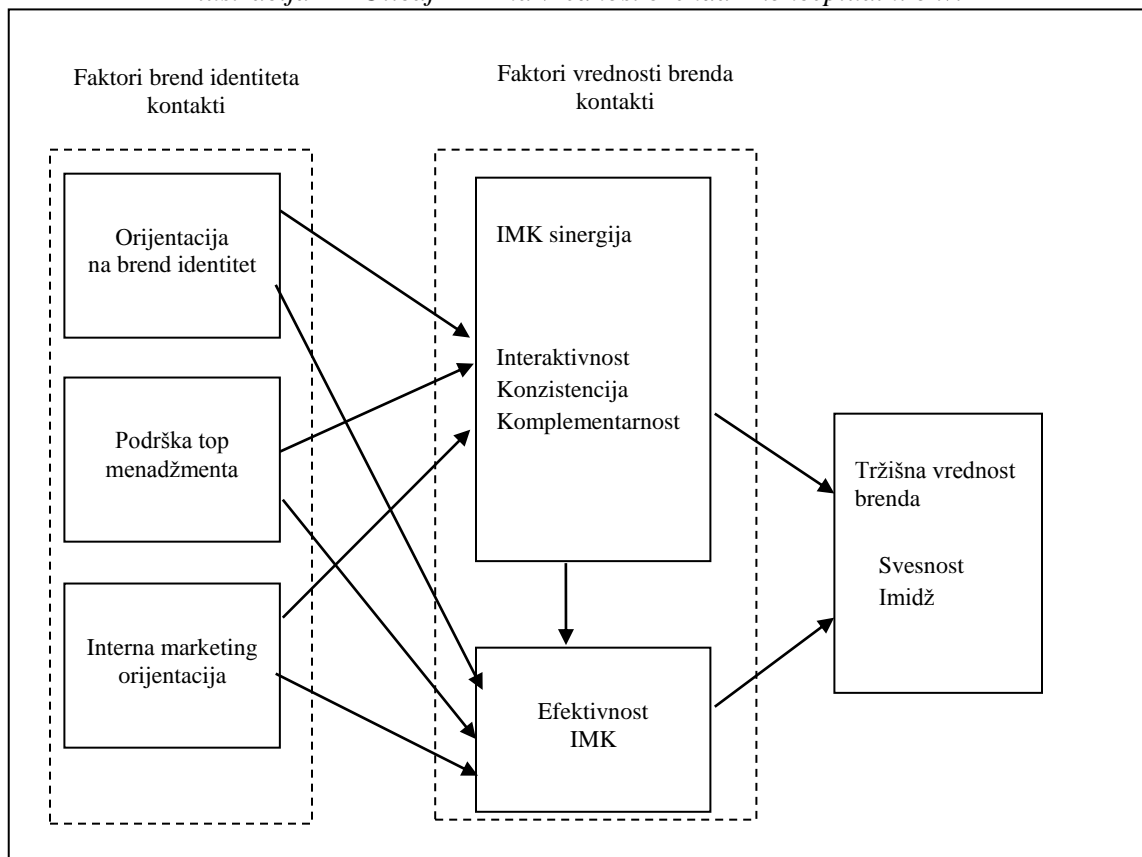 Faktori brend identiteta
kontakti
Faktori vrednosti brenda
kontakti
Orijentacija
na brend identitet
Podrška top
menadžmenta
Interna marketing
orijentacija
IMK sinergija
Interaktivnost
Konzistencija
Komplementarnost
Efektivnost
IMK
Tržišna vrednost
brenda
Svesnost
Imidž